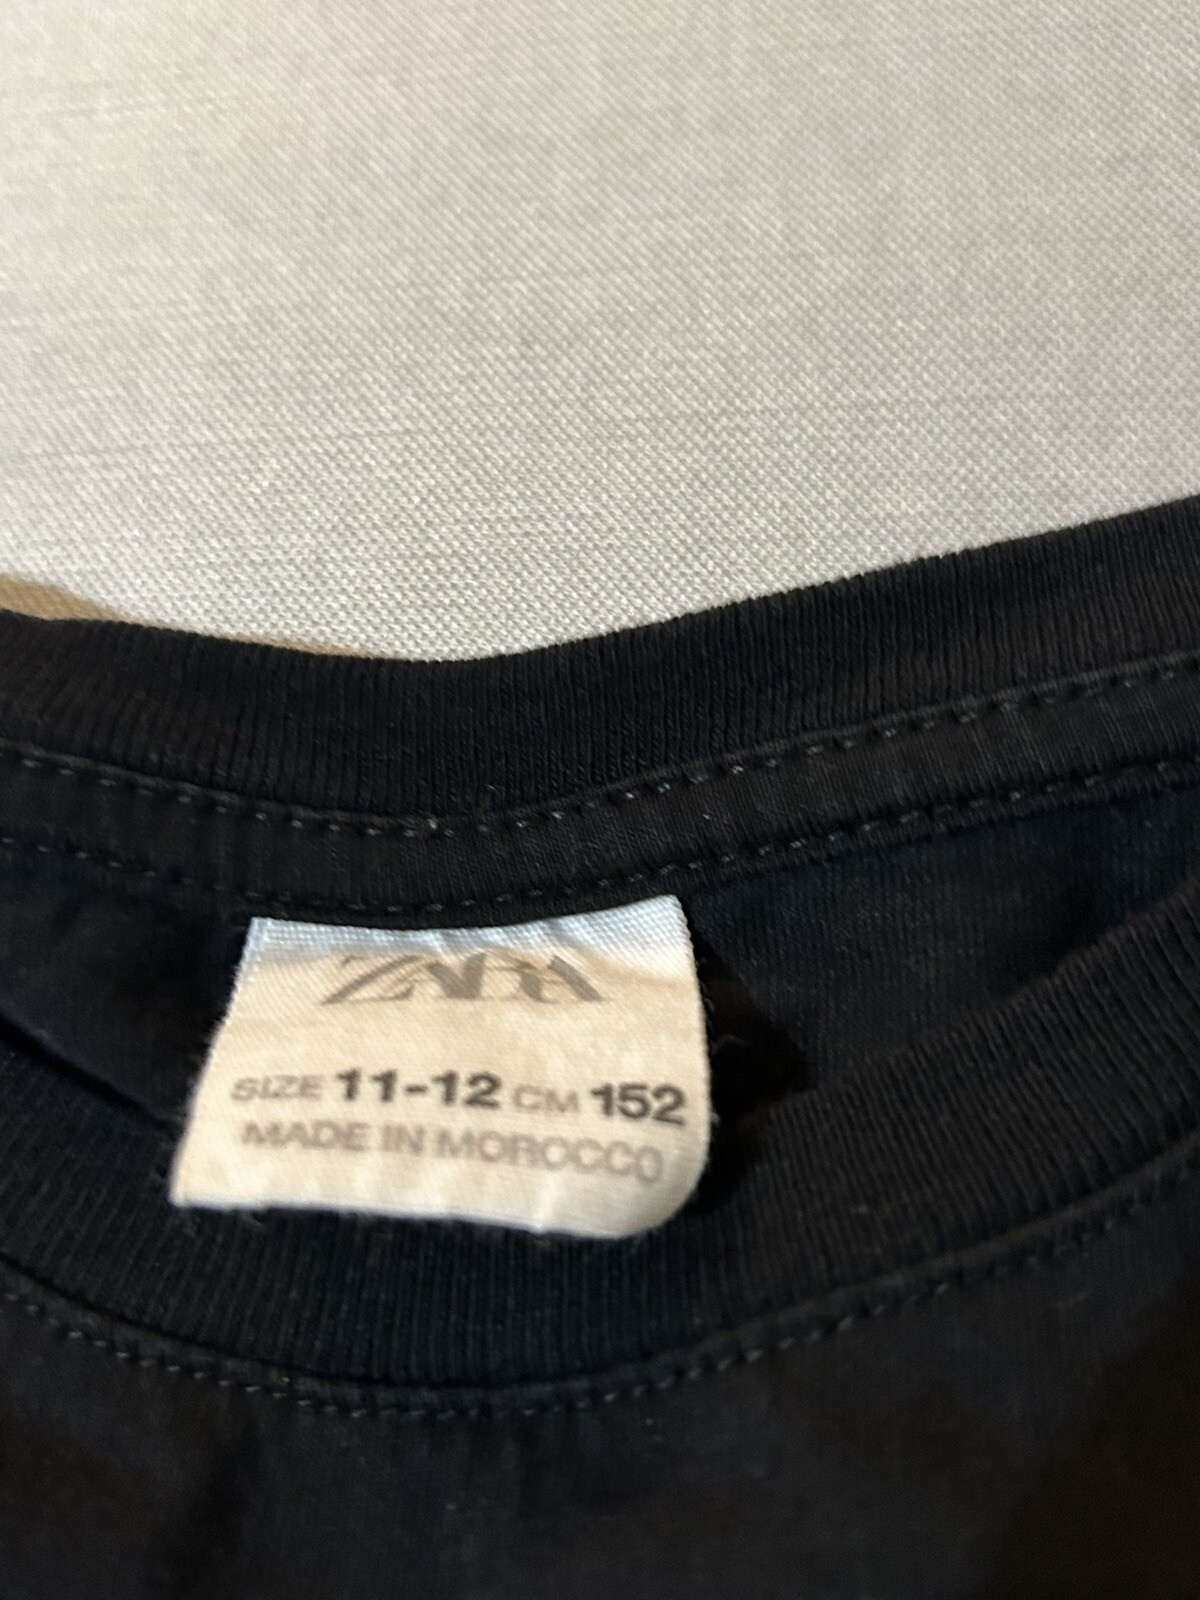 ZARA
SIZE 11-12 CM 152
MADE IN MOROCCO